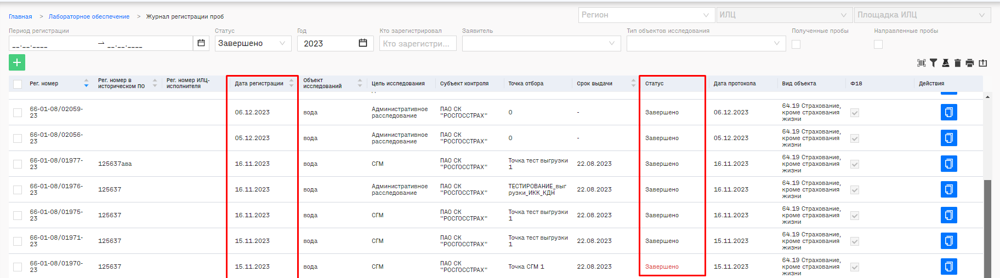 Главная > Лабораторное обеспечение > Журнал регистрации проб
Регион ИЛЦ Площадка ИЛЦ
Период регистрации Статус Год Кто зарегистрировал Заявитель Тип объектов исследования Полученные пробы Направленные пробы
__.__.____ → __.__.____ Завершено 2023 Кто зарегистри...
Рег. номер
Рег. номер в
историческом ПО
Рег. номер ИЛЦ-
исполнителя
Дата регистрации
Объект
исследований
Цель исследования
Субъект контроля
Точка отбора
Срок выдачи
Статус
Дата протокола
Вид объекта
Ф18
Действия
66-01-08/02059-
23
06.12.2023
вода
Административное
расследование
ПАО СК
"РОСГОССТРАХ"
0
-
Завершено
06.12.2023
64.19 Страхование,
кроме страхования
жизни
66-01-08/02056-
23
05.12.2023
вода
Административное
расследование
ПАО СК
"РОСГОССТРАХ"
0
-
Завершено
05.12.2023
64.19 Страхование,
кроме страхования
жизни
66-01-08/01977-
23
125637ава
16.11.2023
вода
СГМ
ПАО СК
"РОСГОССТРАХ"
Точка тест выгрузки
1
22.08.2023
Завершено
16.11.2023
64.19 Страхование,
кроме страхования
жизни
66-01-08/01976-
23
125637
16.11.2023
вода
Административное
расследование
ПАО СК
"РОСГОССТРАХ"
ТЕСТИРОВАНИЕ_выг
рузки_ИКК_КДН
22.08.2023
Завершено
16.11.2023
64.19 Страхование,
кроме страхования
жизни
66-01-08/01975-
23
125637
16.11.2023
вода
СГМ
ПАО СК
"РОСГОССТРАХ"
Точка тест выгрузки
1
22.08.2023
Завершено
16.11.2023
64.19 Страхование,
кроме страхования
жизни
66-01-08/01971-
23
125637
15.11.2023
вода
СГМ
ПАО СК
"РОСГОССТРАХ"
Точка тест выгрузки
1
22.08.2023
Завершено
15.11.2023
64.19 Страхование,
кроме страхования
жизни
66-01-08/01970-
23
125637
15.11.2023
вода
СГМ
ПАО СК
"РОСГОССТРАХ"
Точка СГМ 1
22.08.2023
Завершено
15.11.2023
64.19 Страхование,
кроме страхования
жизни